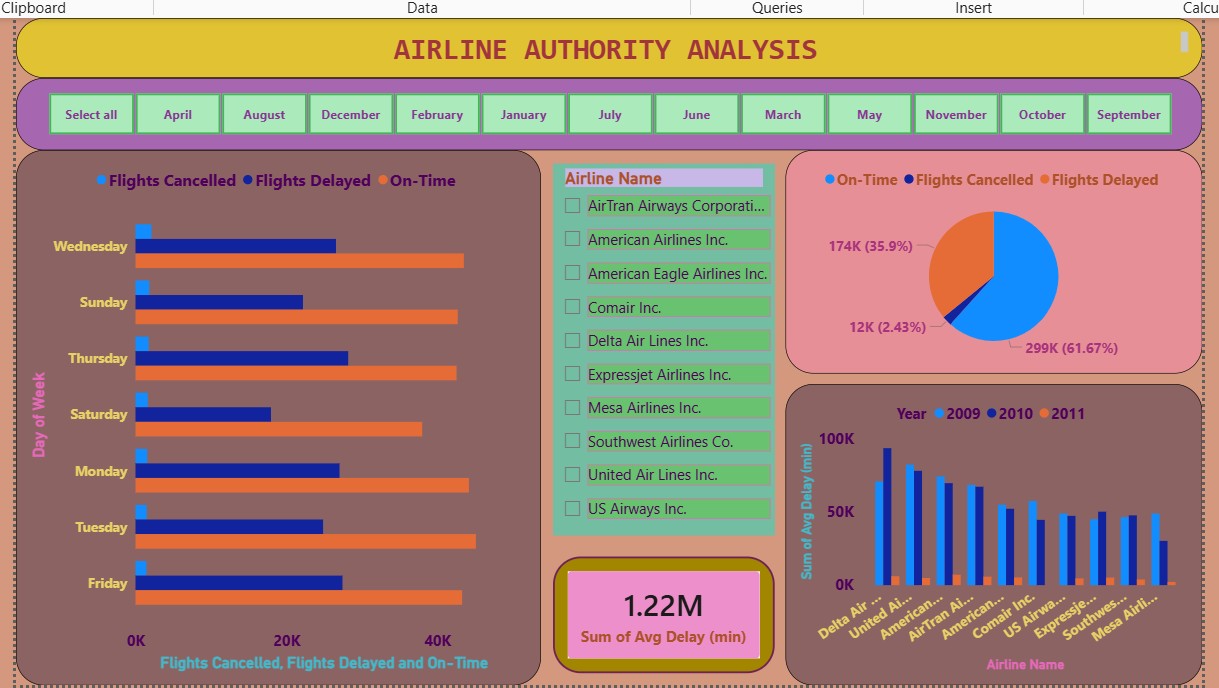 Clipboard Data Queries Insert Calcu
AIRLINE AUTHORITY ANALYSIS
Select all April August December February January July June March May November October September
Flights Cancelled Flights Delayed On-Time
Day of Week
Wednesday
Sunday
Thursday
Saturday
Monday
Tuesday
Friday
0K 20K 40K
Flights Cancelled, Flights Delayed and On-Time
Airline Name
AirTran Airways Corporati...
American Airlines Inc.
American Eagle Airlines Inc.
Comair Inc.
Delta Air Lines Inc.
Expressjet Airlines Inc.
Mesa Airlines Inc.
Southwest Airlines Co.
United Air Lines Inc.
US Airways Inc.
1.22M
Sum of Avg Delay (min)
On-Time Flights Cancelled Flights Delayed
174K (35.9%)
12K (2.43%)
299K (61.67%)
Year 2009 2010 2011
Sum of Avg Delay (min)
100K
50K
0K
Delta Air ...
United Ai...
American...
AirTran Ai...
American...
Comair Inc.
US Airwa...
Expressje...
Southwes...
Mesa Airli...
Airline Name